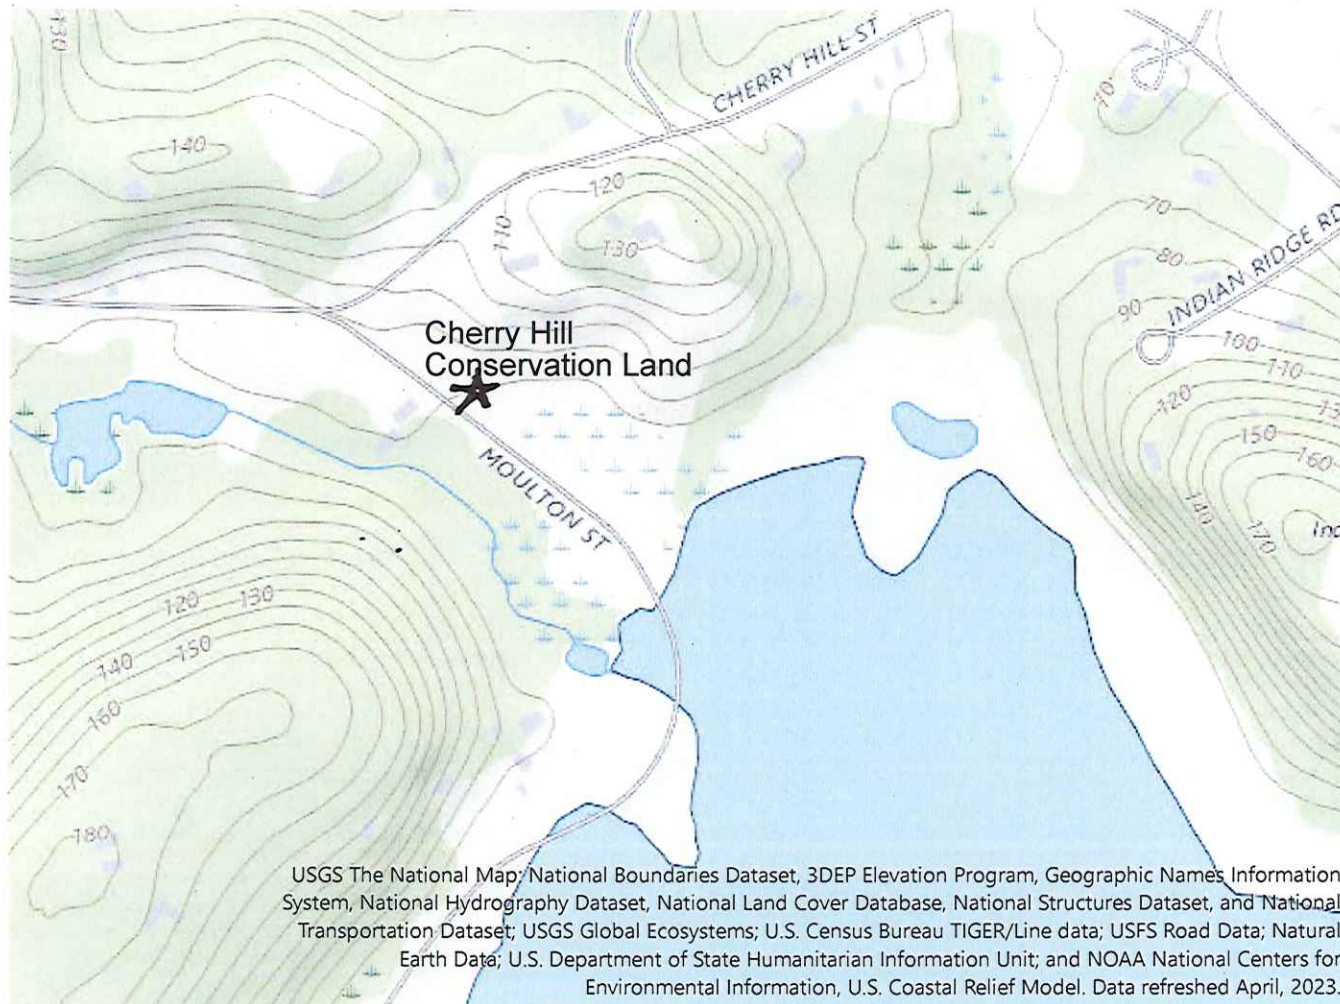 130
CHERRY HILL ST
70
140
120
110
130
70
80
90
INDIAN RIDGE RD
100
110
120
Cherry Hill
Conservation Land
150
160
140
170
MOULTON ST
120
130
140
150
160
170
180
USGS The National Map: National Boundaries Dataset, 3DEP Elevation Program, Geographic Names Information
System, National Hydrography Dataset, National Land Cover Database, National Structures Dataset, and National
Transportation Dataset; USGS Global Ecosystems; U.S. Census Bureau TIGER/Line data; USFS Road Data; Natural
Earth Data; U.S. Department of State Humanitarian Information Unit; and NOAA National Centers for
Environmental Information, U.S. Coastal Relief Model. Data refreshed April, 2023.